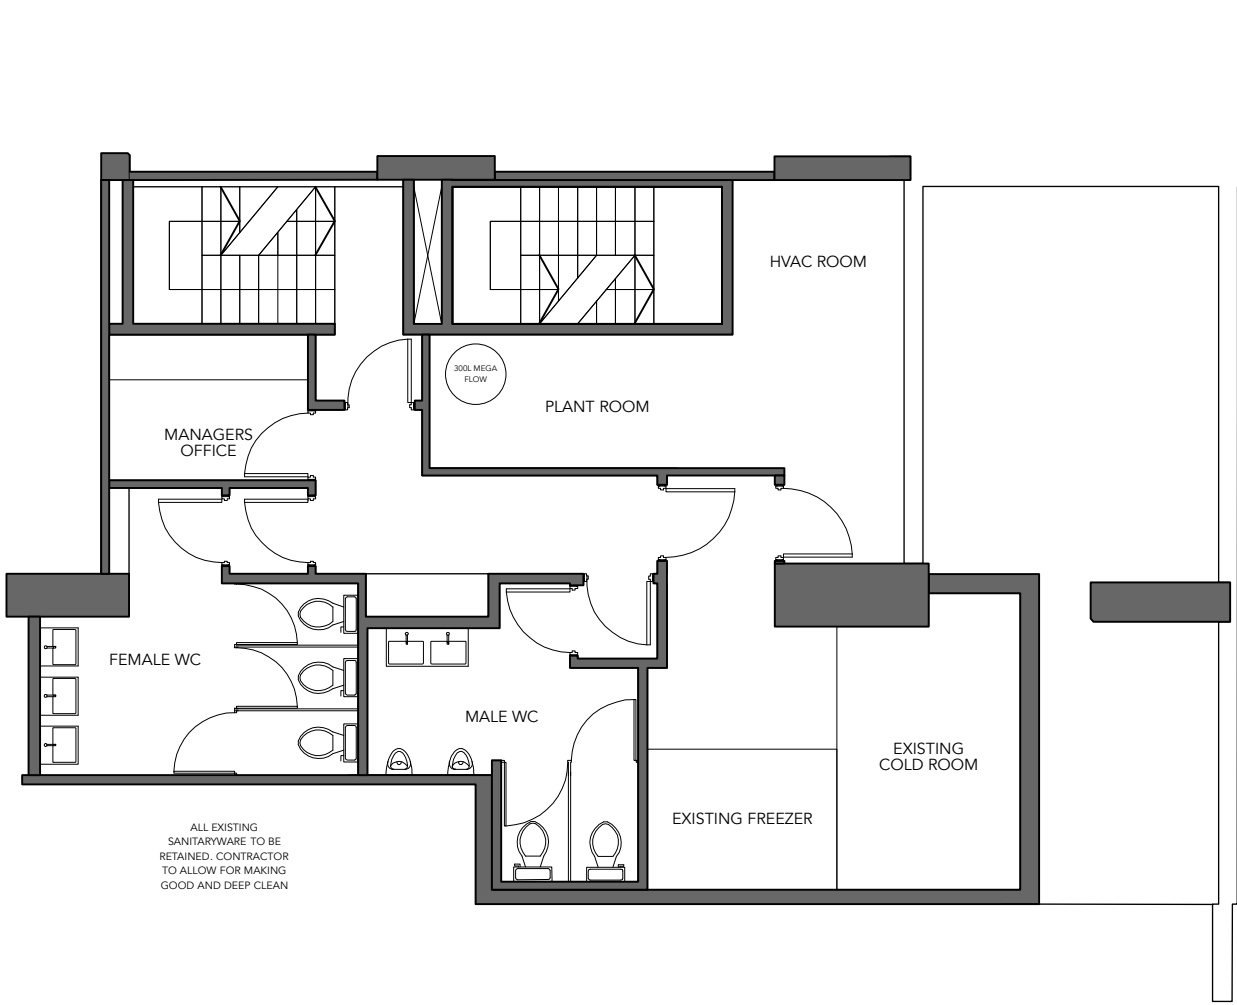 HVAC ROOM
300L MEGA
FLOW
PLANT ROOM
MANAGERS
OFFICE
FEMALE WC
MALE WC
EXISTING
COLD ROOM
EXISTING FREEZER
ALL EXISTING
SANITARYWARE TO BE
RETAINED. CONTRACTOR
TO ALLOW FOR MAKING
GOOD AND DEEP CLEAN